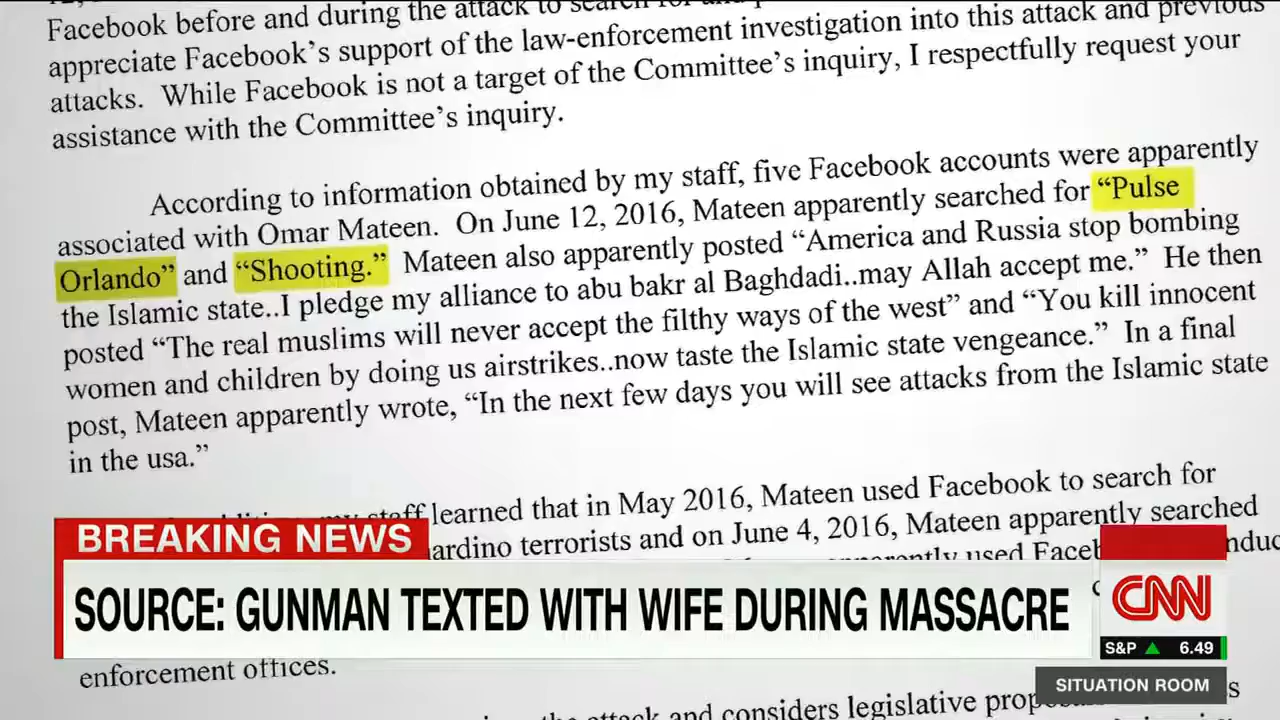 Facebook before and during the attack to search for and
appreciate Facebook's support of the law-enforcement investigation into this attack and previous
attacks. While Facebook is not a target of the Committee's inquiry, I respectfully request your
assistance with the Committee's inquiry.
According to information obtained by my staff, five Facebook accounts were apparently
associated with Omar Mateen. On June 12, 2016, Mateen apparently searched for “Pulse
Orlando” and “Shooting.” Mateen also apparently posted “America and Russia stop bombing
the Islamic state..I pledge my alliance to abu bakr al Baghdadi..may Allah accept me.” He then
posted “The real muslims will never accept the filthy ways of the west” and “You kill innocent
women and children by doing us airstrikes..now taste the Islamic state vengeance.” In a final
post, Mateen apparently wrote, “In the next few days you will see attacks from the Islamic state
in the usa.”
staff learned that in May 2016, Mateen used Facebook to search for
ardino terrorists and on June 4, 2016, Mateen apparently searched
apparently used
BREAKING NEWS
SOURCE: GUNMAN TEXTED WITH WIFE DURING MASSACRE
CNN
S&P ▲ 6.49
enforcement offices.
SITUATION ROOM
the attack and considers legislative